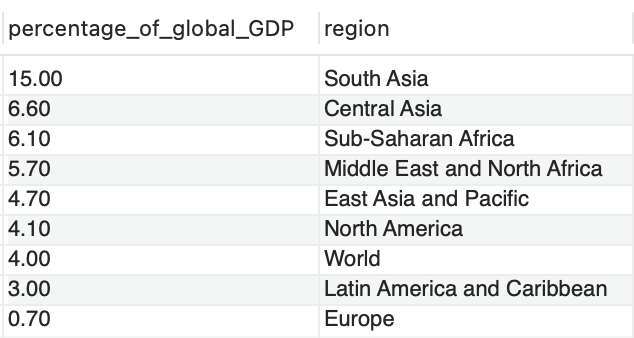 percentage_of_global_GDP region
15.00 South Asia
6.60 Central Asia
6.10 Sub-Saharan Africa
5.70 Middle East and North Africa
4.70 East Asia and Pacific
4.10 North America
4.00 World
3.00 Latin America and Caribbean
0.70 Europe